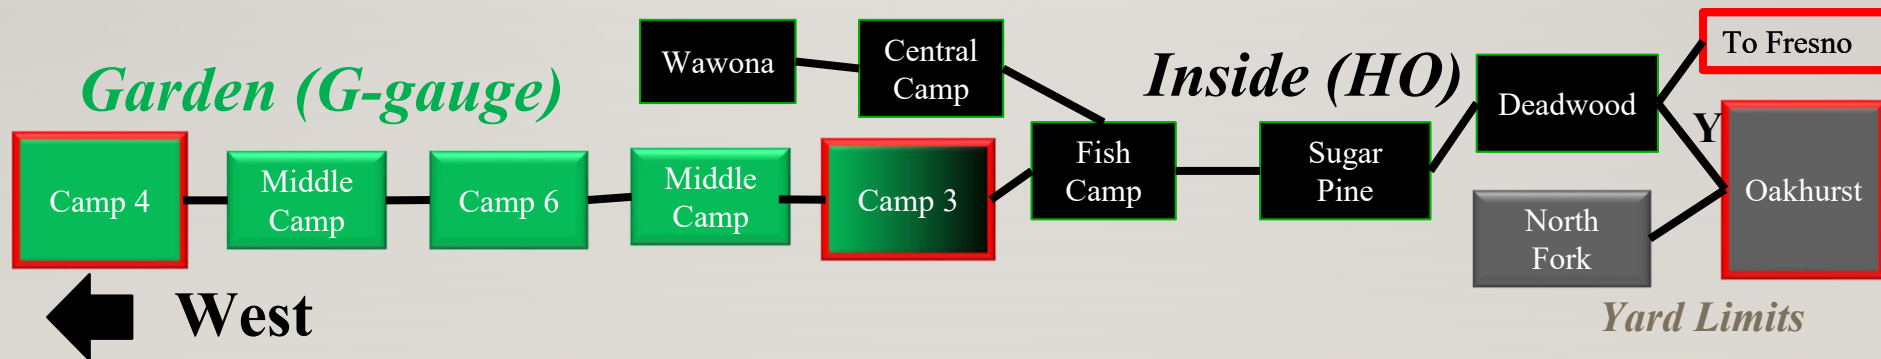 Garden (G-gauge)
Wawona
Central
Camp
Inside (HO)
To Fresno
Deadwood
Y
Camp 4
Middle
Camp
Camp 6
Middle
Camp
Camp 3
Fish
Camp
Sugar
Pine
Oakhurst
North
Fork
West
Yard Limits